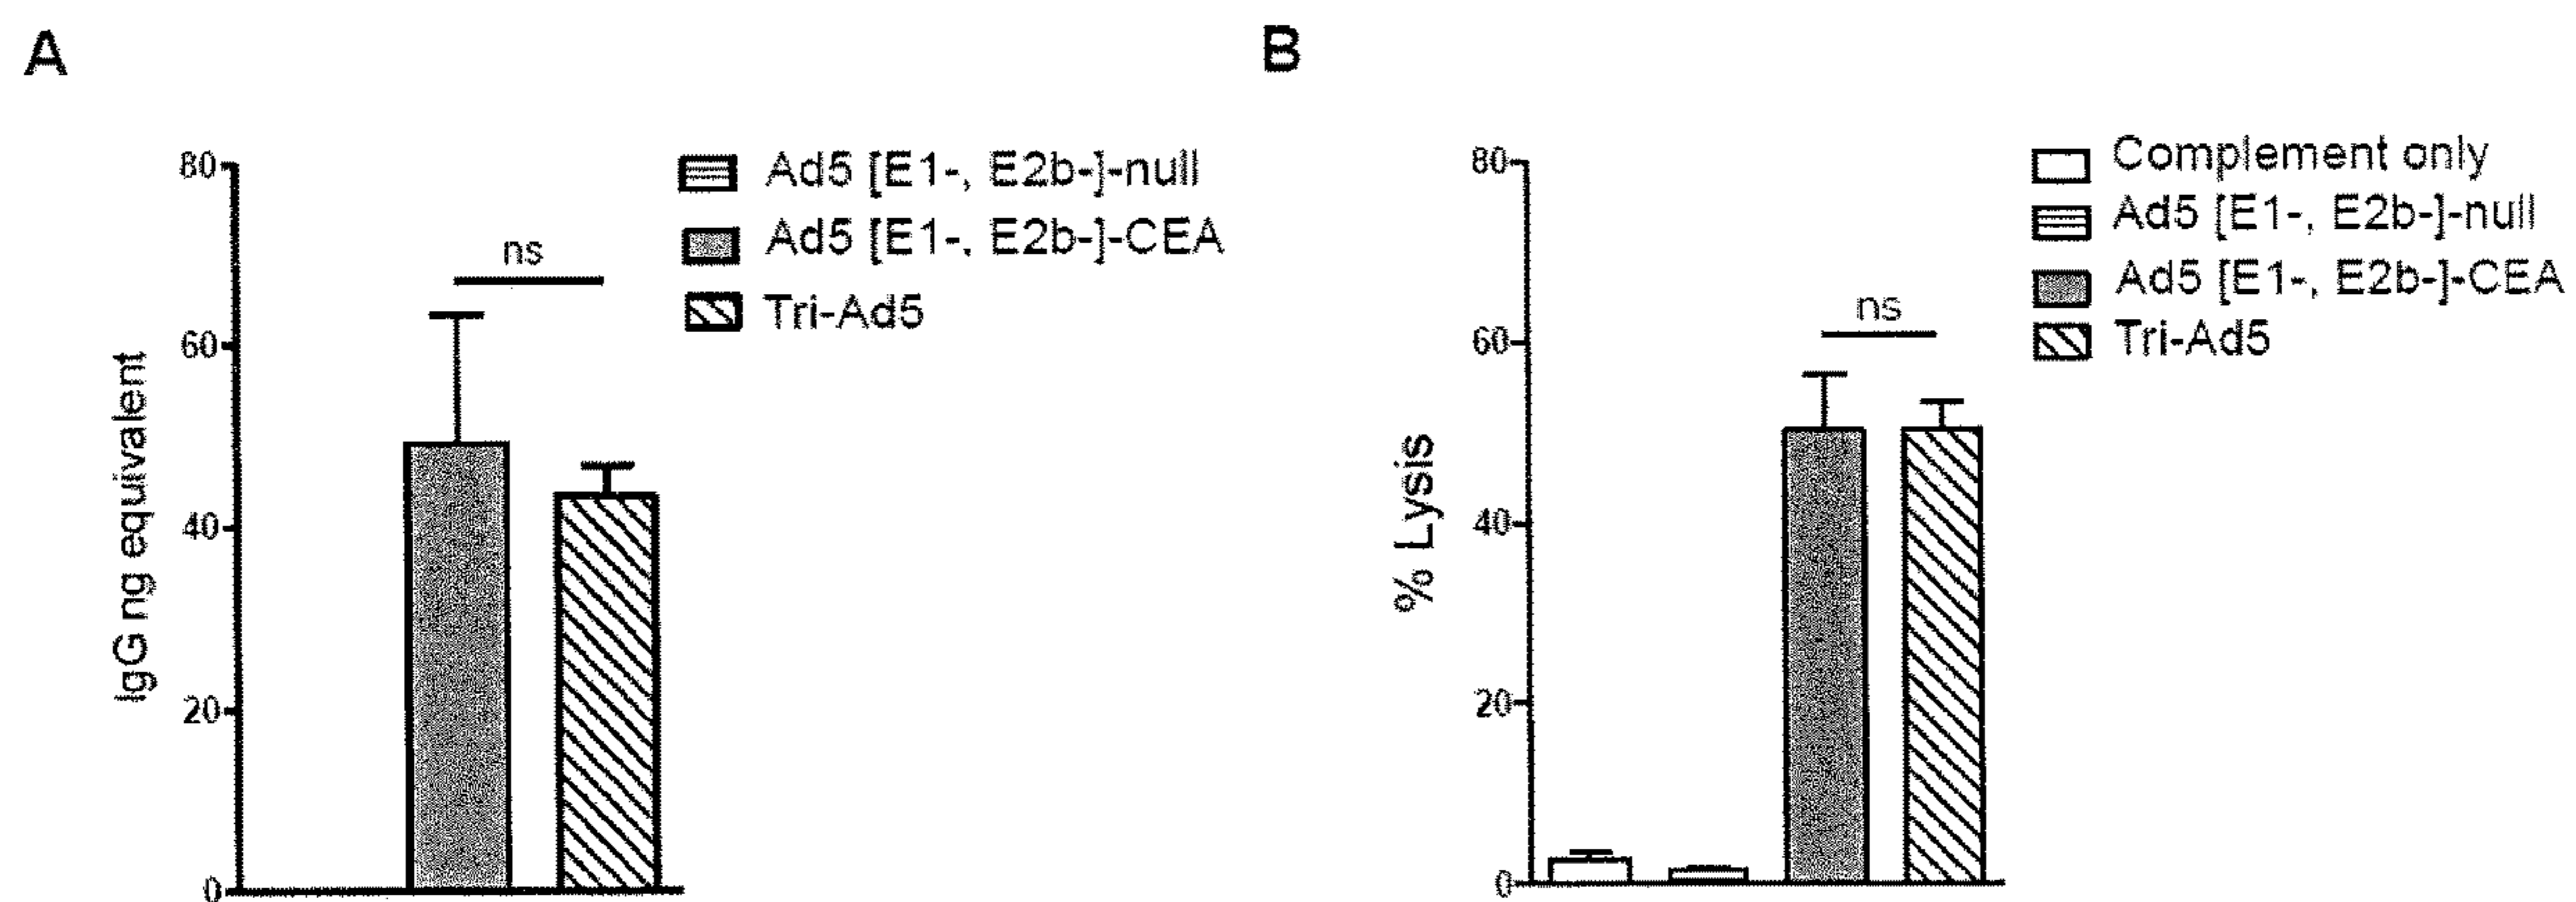 A
IgG ng equivalent
80
60
40
20
0
ns
Ad5 [E1-, E2b-]-null
Ad5 [E1-, E2b-]-CEA
Tri-Ad5
B
% Lysis
80
60
40
20
0
ns
Complement only
Ad5 [E1-, E2b-]-null
Ad5 [E1-, E2b-]-CEA
Tri-Ad5